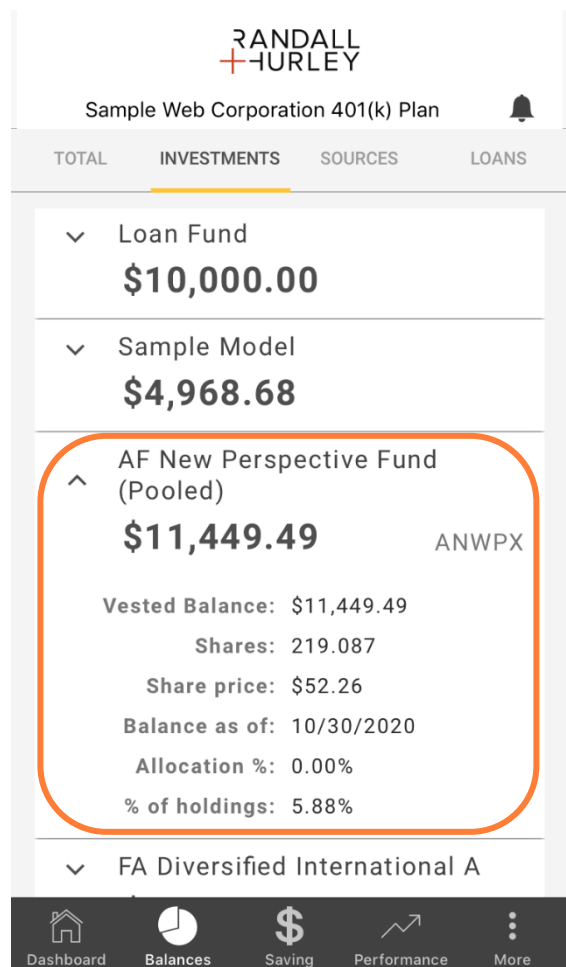 RANDALL
HURLEY
Sample Web Corporation 401(k) Plan
TOTAL INVESTMENTS SOURCES LOANS
Loan Fund
$10,000.00
Sample Model
$4,968.68
AF New Perspective Fund
(Pooled)
$11,449.49 ANWPX
Vested Balance: $11,449.49
Shares: 219.087
Share price: $52.26
Balance as of: 10/30/2020
Allocation %: 0.00%
% of holdings: 5.88%
FA Diversified International A
$
Dashboard Balances Saving Performance More